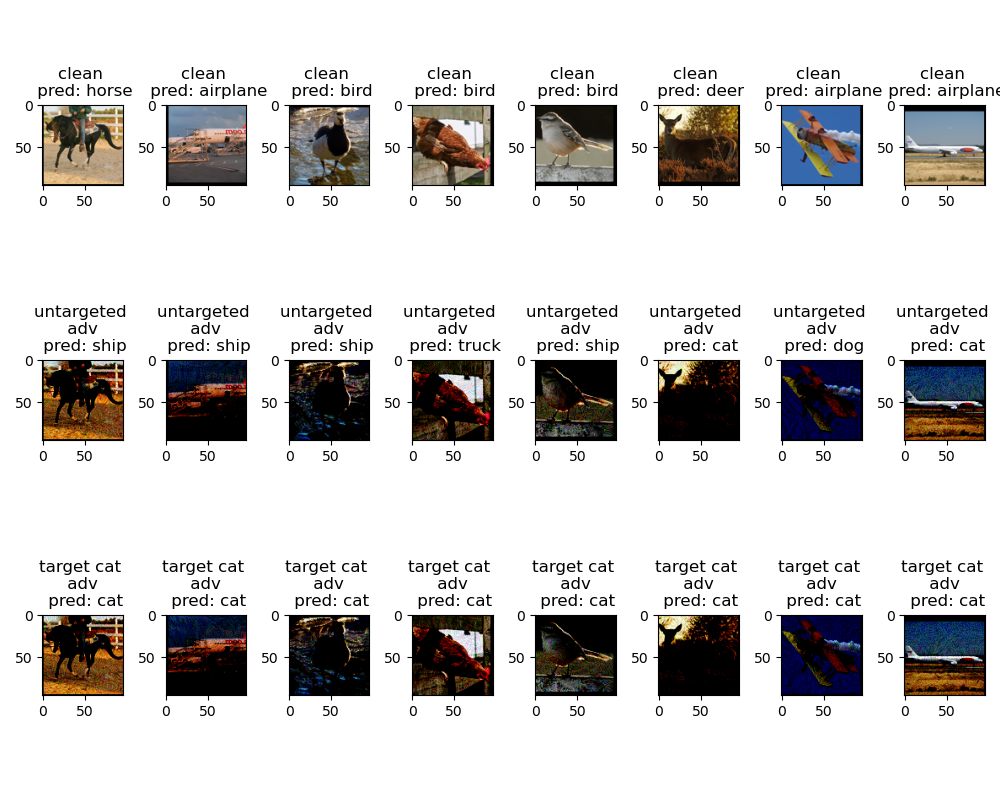 clean clean clean clean clean clean clean clean
pred: horse pred: airplane pred: bird pred: bird pred: bird pred: deer pred: airplane pred: airplane
0 0 0 0 0 0 0 0
50 50 50 50 50 50 50 50
0 50 0 50 0 50 0 50 0 50 0 50 0 50 0 50
untargeted untargeted untargeted untargeted untargeted untargeted untargeted untargeted
adv adv adv adv adv adv adv adv
pred: ship pred: ship pred: ship pred: truck pred: ship pred: cat pred: dog pred: cat
0 0 0 0 0 0 0 0
50 50 50 50 50 50 50 50
0 50 0 50 0 50 0 50 0 50 0 50 0 50 0 50
target cat target cat target cat target cat target cat target cat target cat target cat
adv adv adv adv adv adv adv adv
pred: cat pred: cat pred: cat pred: cat pred: cat pred: cat pred: cat pred: cat
0 0 0 0 0 0 0 0
50 50 50 50 50 50 50 50
0 50 0 50 0 50 0 50 0 50 0 50 0 50 0 50